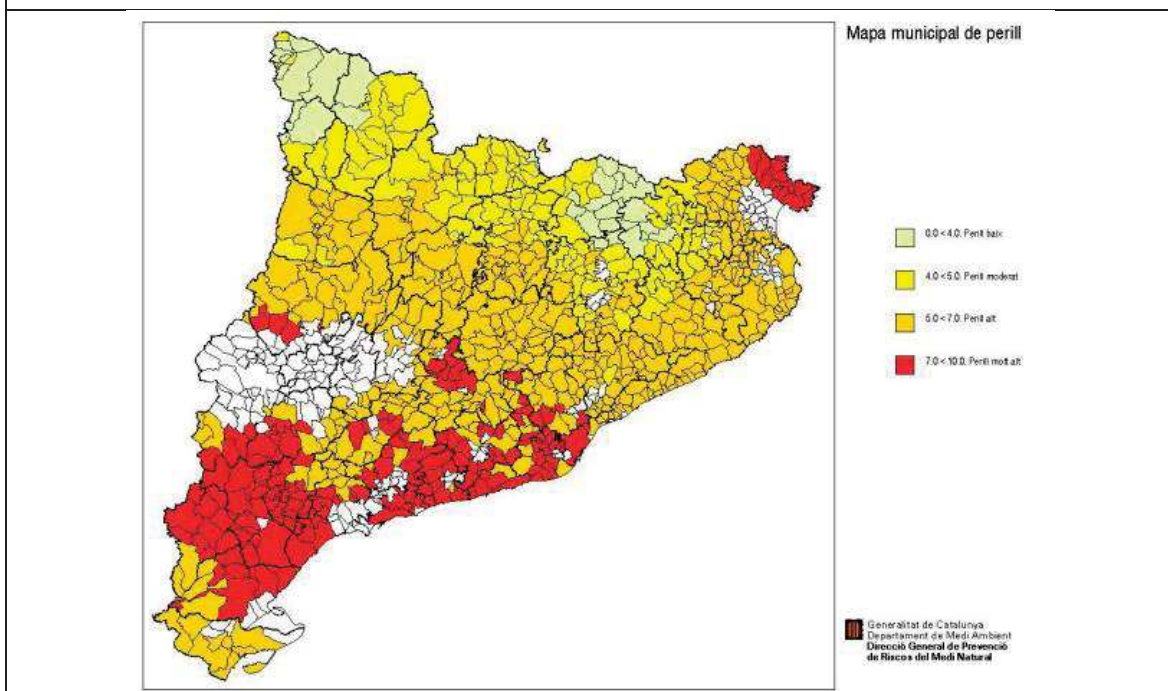 Mapa municipal de perill
0.0 < 4.0. Perill baix
4.0 < 5.0. Perill moderat
5.0 < 7.0. Perill alt
7.0 < 10.0. Perill molt alt
Generalitat de Catalunya
Departament de Medi Ambient
Direcció General de Prevenció
de Riscos del Medi Natural